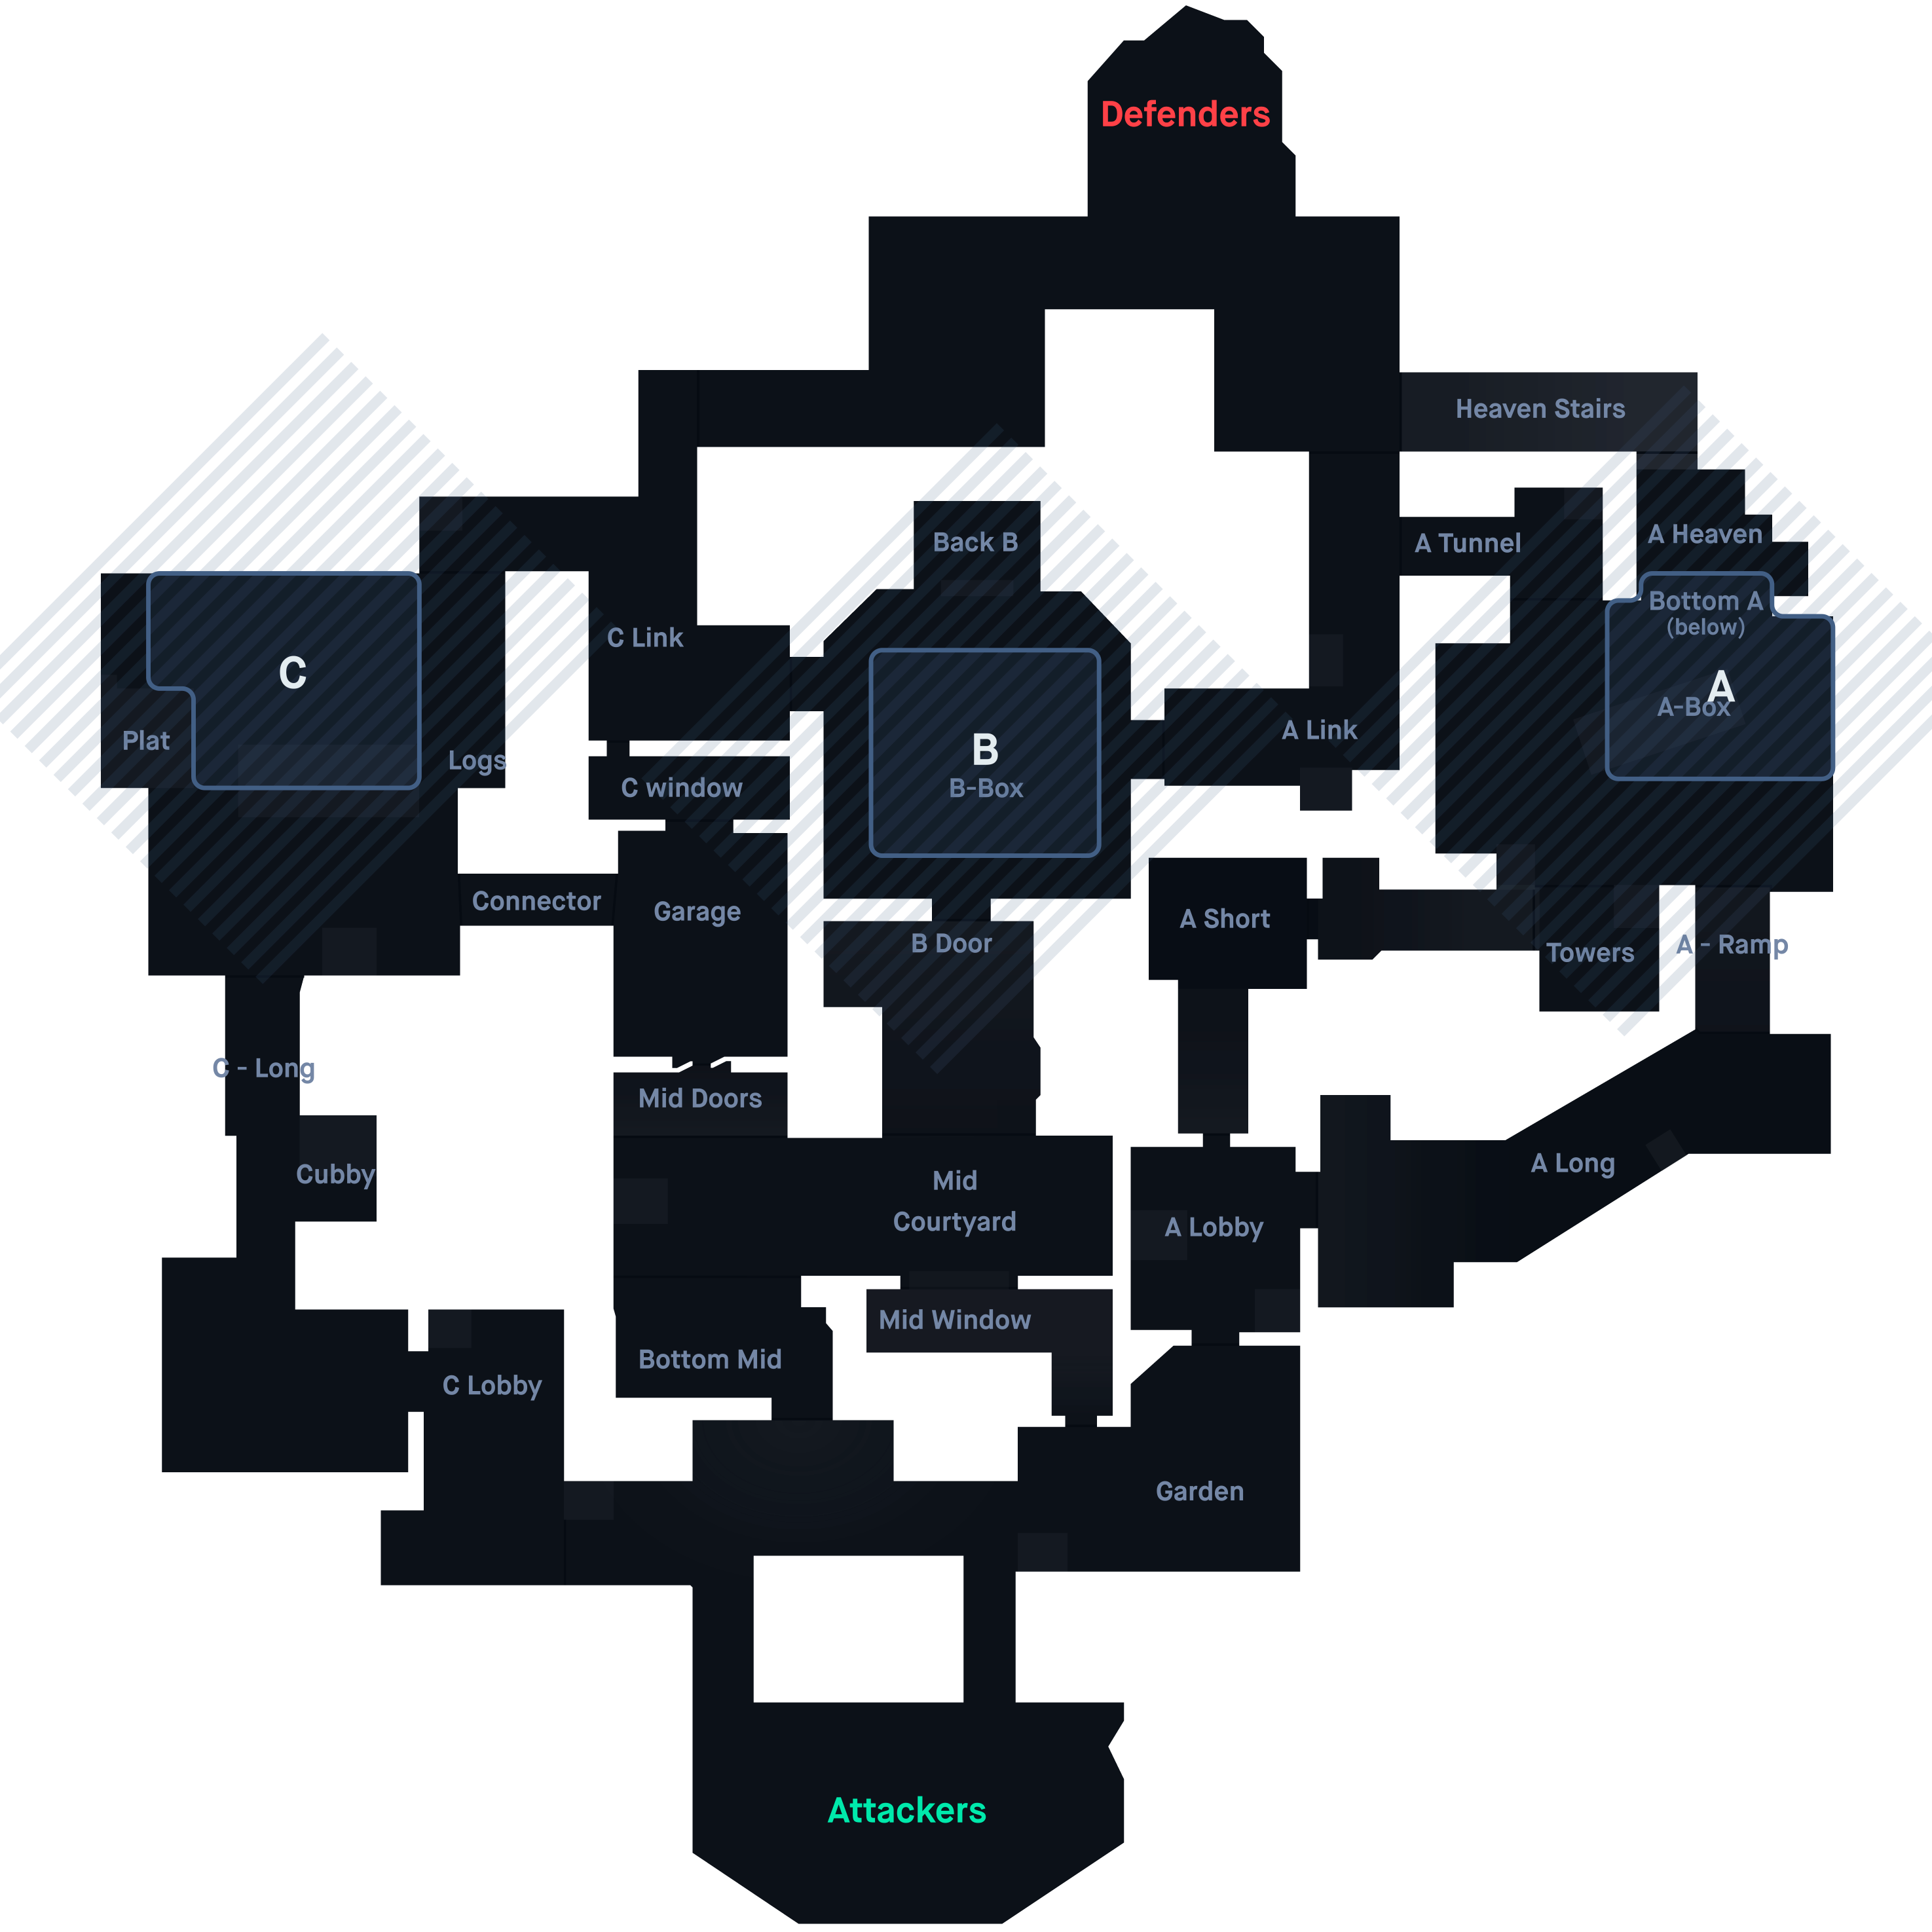 Defenders
Heaven Stairs
Back B
A Tunnel
A Heaven
Bottom A
(below)
C Link
C
A
A-Box
Plat
Logs
B
B-Box
A Link
C window
Connector
Garage
A Short
B Door
Towers
A - Ramp
C - Long
Mid Doors
Cubby
Mid
Courtyard
A Long
A Lobby
Mid Window
Bottom Mid
C Lobby
Garden
Attackers